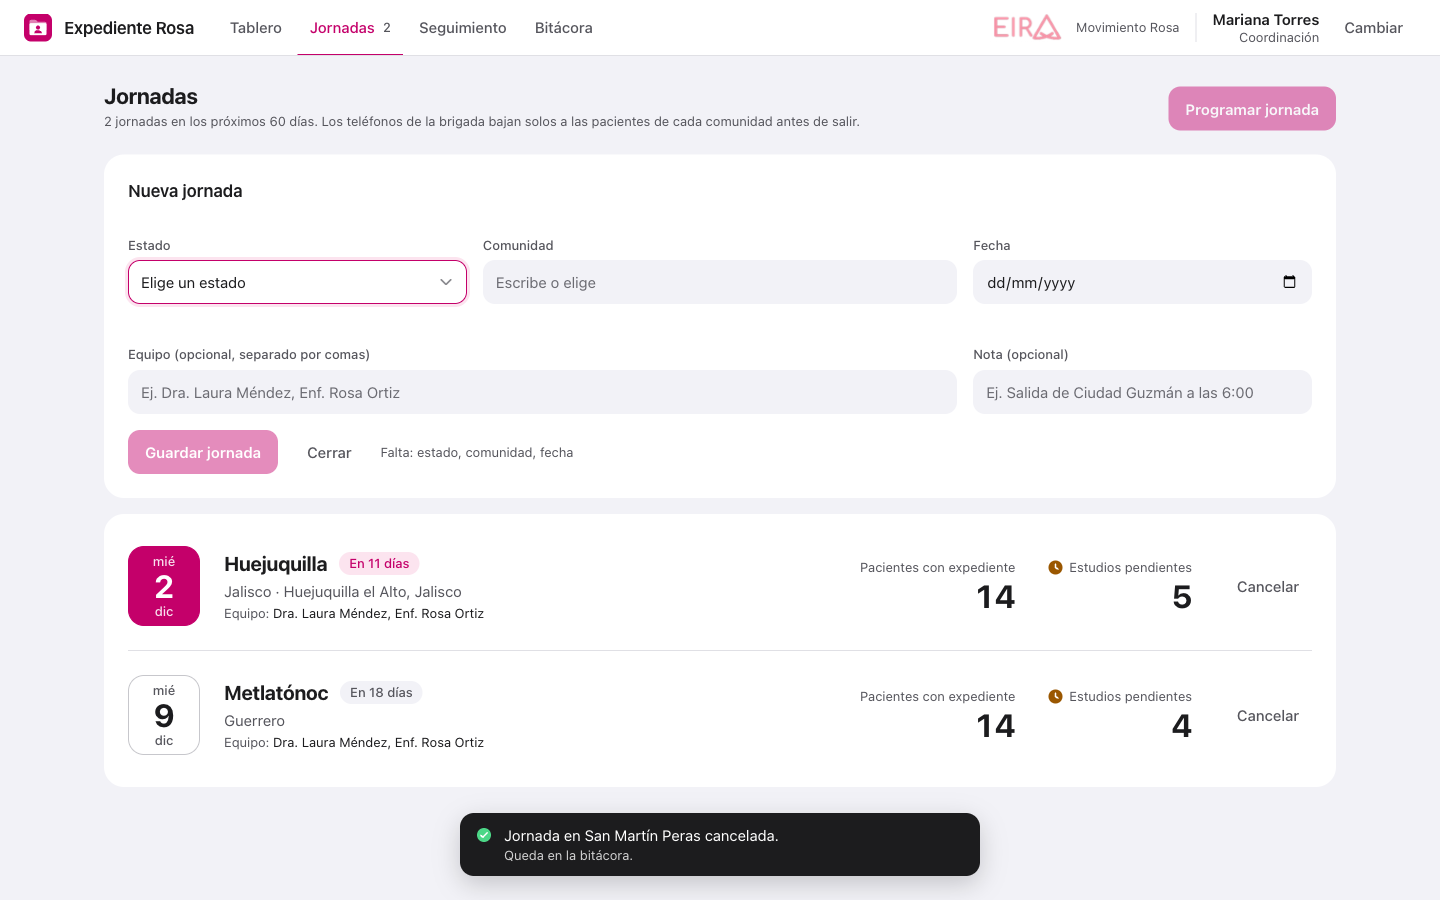 Expediente Rosa
Tablero
Jornadas 2
Seguimiento
Bitácora
EIRA
Movimiento Rosa
Mariana Torres
Coordinación
Cambiar
Jornadas
2 jornadas en los próximos 60 días. Los teléfonos de la brigada bajan solos a las pacientes de cada comunidad antes de salir.
Programar jornada
Nueva jornada
Estado
Comunidad
Fecha
Elige un estado
Escribe o elige
dd/mm/yyyy
Equipo (opcional, separado por comas)
Nota (opcional)
Ej. Dra. Laura Méndez, Enf. Rosa Ortiz
Ej. Salida de Ciudad Guzmán a las 6:00
Guardar jornada
Cerrar
Falta: estado, comunidad, fecha
mié
2
dic
Huejuquilla
En 11 días
Jalisco · Huejuquilla el Alto, Jalisco
Equipo: Dra. Laura Méndez, Enf. Rosa Ortiz
Pacientes con expediente
14
Estudios pendientes
5
Cancelar
mié
9
dic
Metlatónoc
En 18 días
Guerrero
Equipo: Dra. Laura Méndez, Enf. Rosa Ortiz
Pacientes con expediente
14
Estudios pendientes
4
Cancelar
Jornada en San Martín Peras cancelada.
Queda en la bitácora.